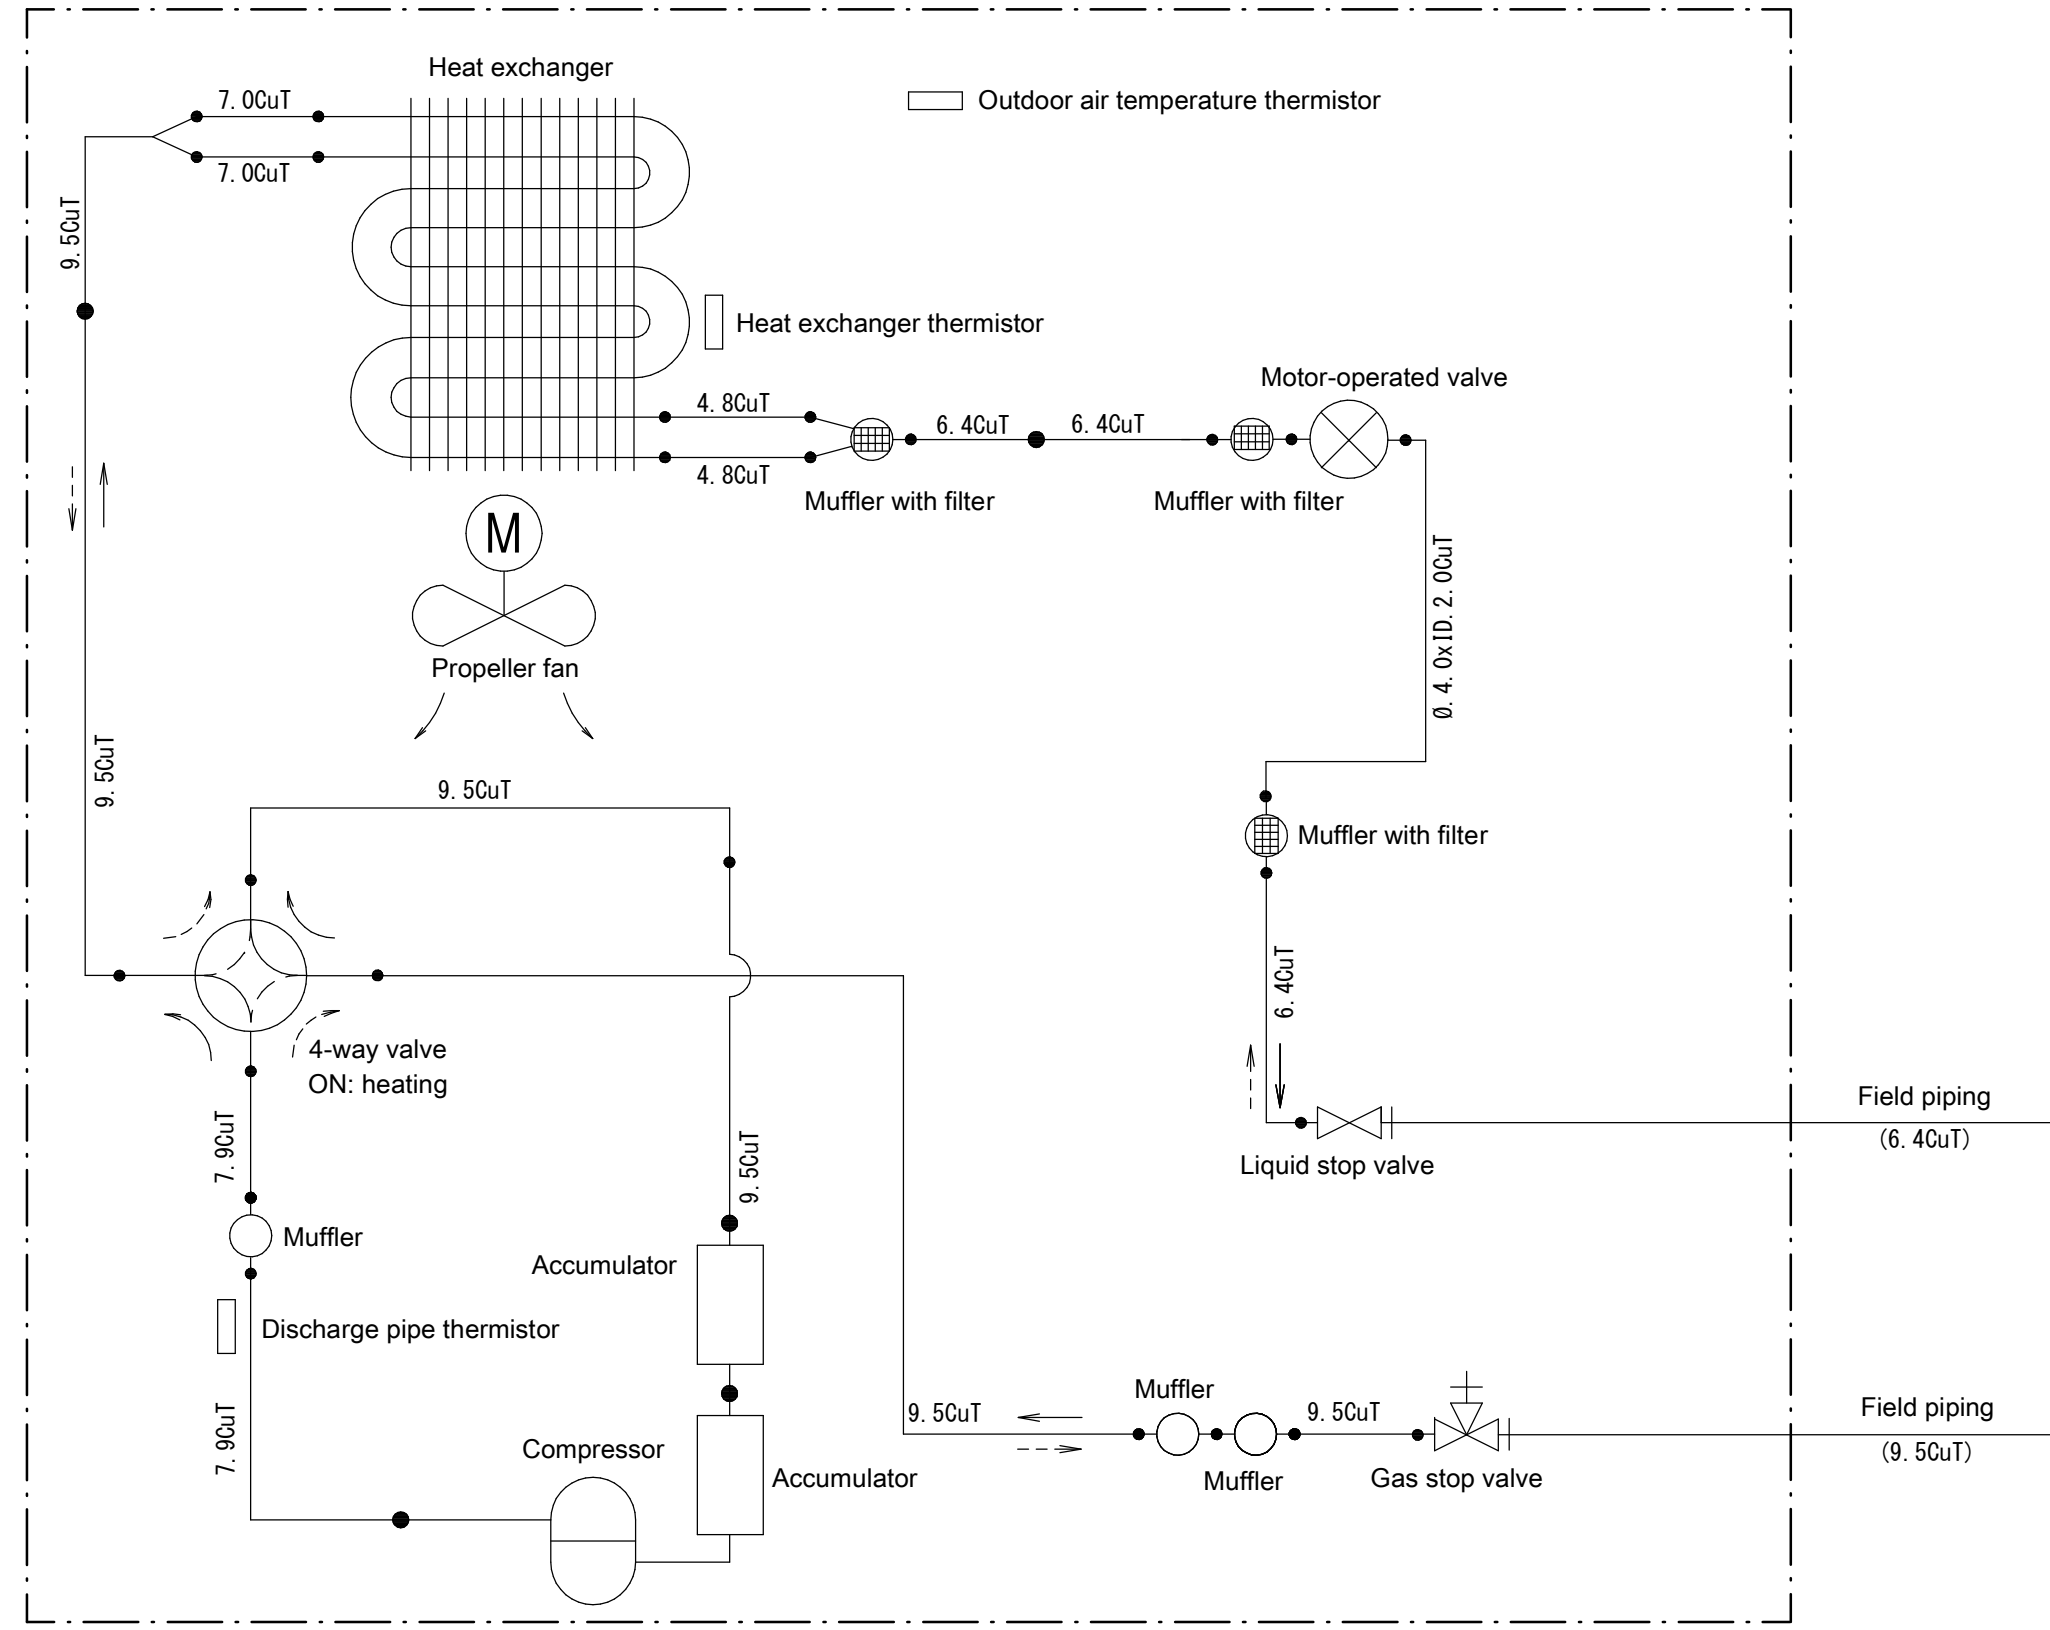 Heat exchanger
7.0CuT
Outdoor air temperature thermistor
7.0CuT
9.5CuT
Heat exchanger thermistor
Motor-operated valve
4.8CuT
6.4CuT
6.4CuT
4.8CuT
Muffler with filter
Muffler with filter
M
Ø.4.0xID.2.0CuT
Propeller fan
9.5CuT
9.5CuT
Muffler with filter
6.4CuT
4-way valve
ON: heating
Field piping
(6.4CuT)
7.9CuT
9.5CuT
Liquid stop valve
Muffler
Accumulator
Discharge pipe thermistor
Muffler
9.5CuT
9.5CuT
Field piping
(9.5CuT)
7.9CuT
Compressor
Accumulator
Muffler
Gas stop valve